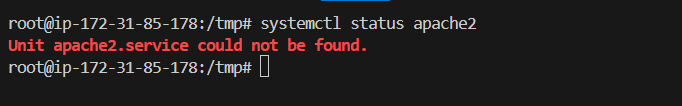 root@ip-172-31-85-178:/tmp# systemctl status apache2
Unit apache2.service could not be found.
root@ip-172-31-85-178:/tmp#